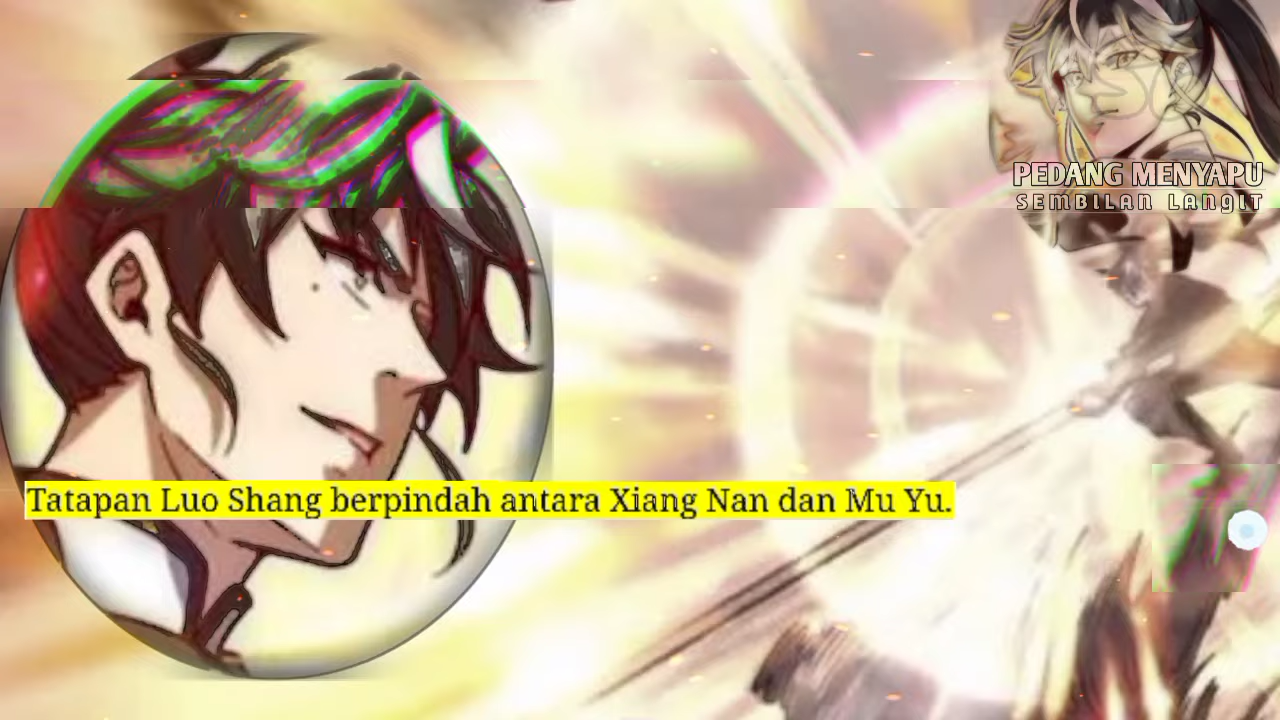 PEDANG MENYAPU
SEMBILAN LANGIT
Tatapan Luo Shang berpindah antara Xiang Nan dan Mu Yu.